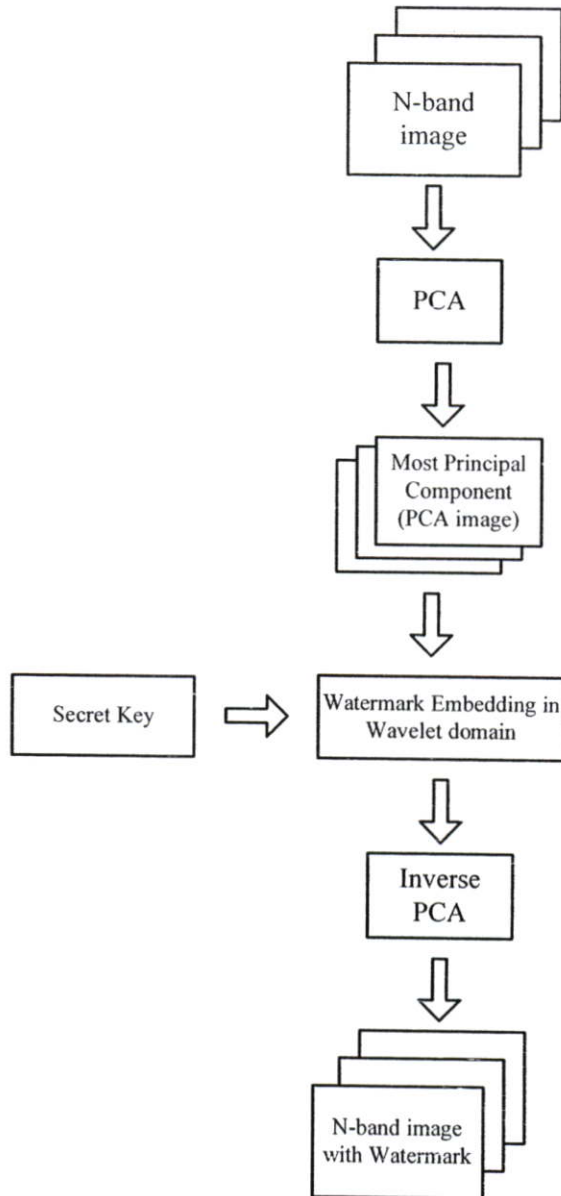 N-band
image
PCA
Most Principal
Component
(PCA image)
Secret Key
Watermark Embedding in
Wavelet domain
Inverse
PCA
N-band image
with Watermark